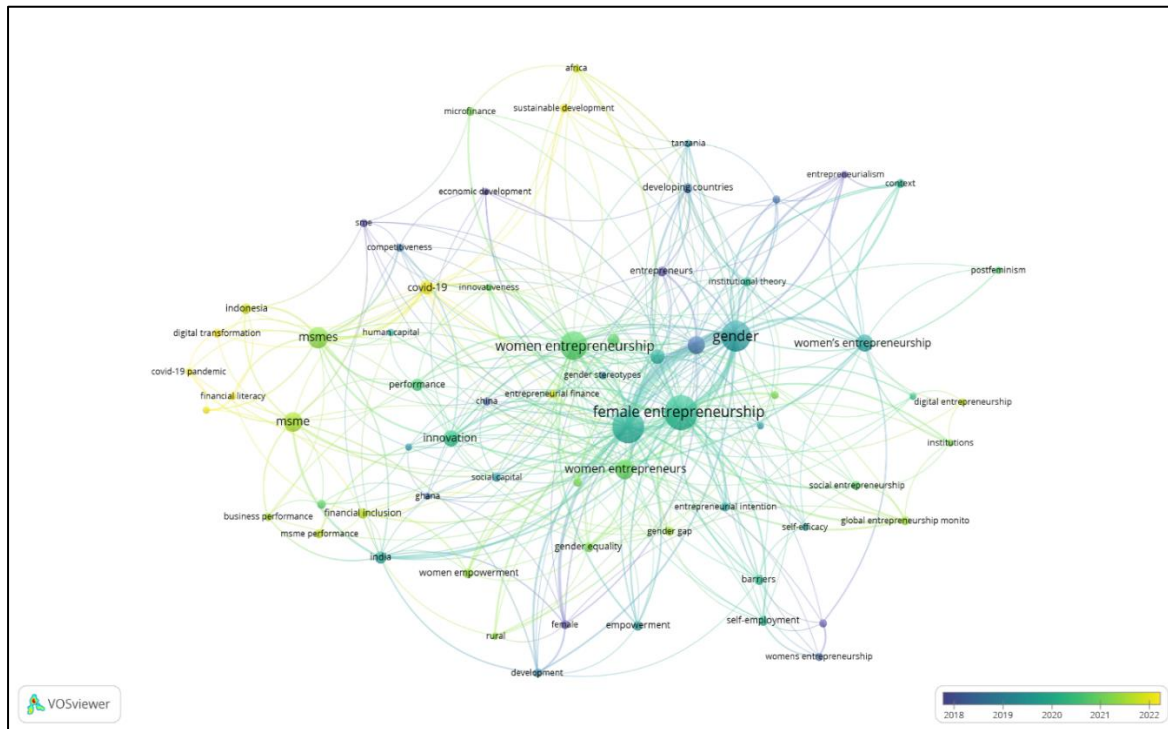 africa
sustainable development
microfinance
tanzania
entrepreneurialism
context
developing countries
economic development
sme
competitiveness
entrepreneurs
postfeminism
institutional theory
covid-19
innovativeness
indonesia
digital transformation
msmes
human capital
women entrepreneurship
gender
women's entrepreneurship
covid-19 pandemic
gender stereotypes
performance
financial literacy
china
entrepreneurial finance
digital entrepreneurship
female entrepreneurship
msme
innovation
institutions
women entrepreneurs
social capital
social entrepreneurship
ghana
business performance
financial inclusion
entrepreneurial intention
global entrepreneurship monito
self-efficacy
msme performance
gender gap
gender equality
india
women empowerment
barriers
self-employment
female
empowerment
rural
womens entrepreneurship
development
VOSviewer
2018 2019 2020 2021 2022